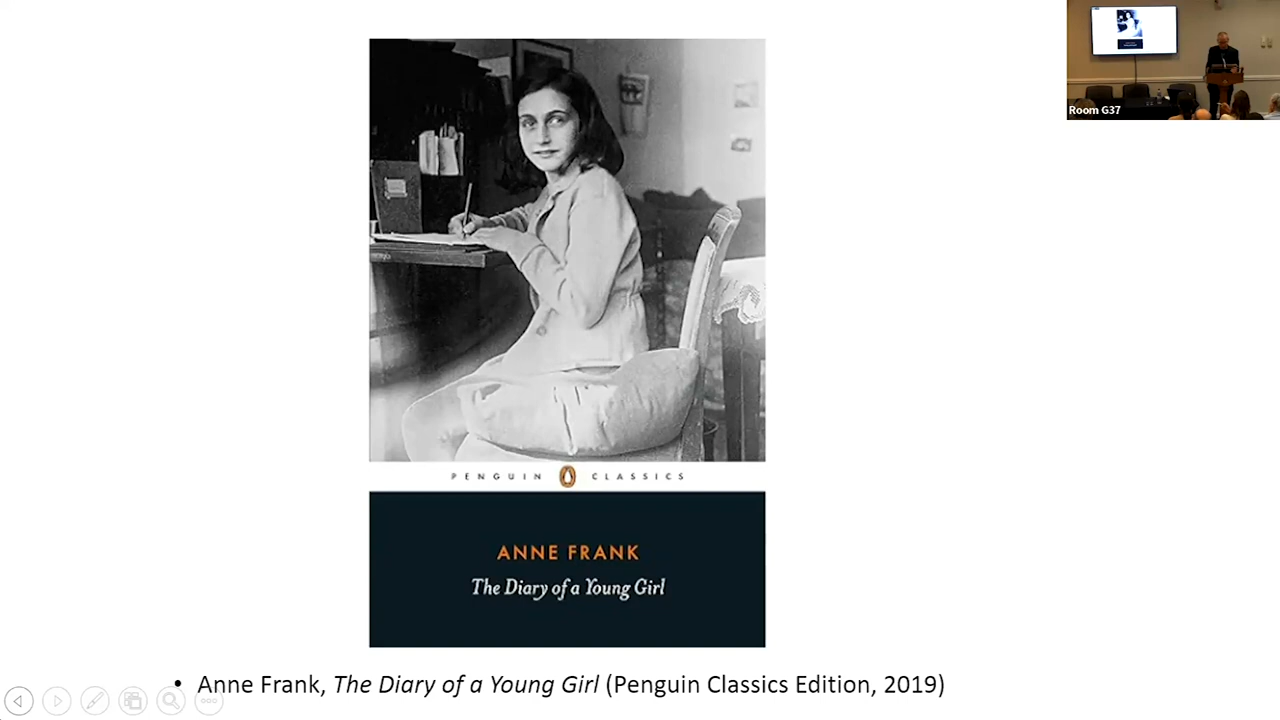 Room G37
PENGUIN CLASSICS
ANNE FRANK
The Diary of a Young Girl
• Anne Frank, The Diary of a Young Girl (Penguin Classics Edition, 2019)